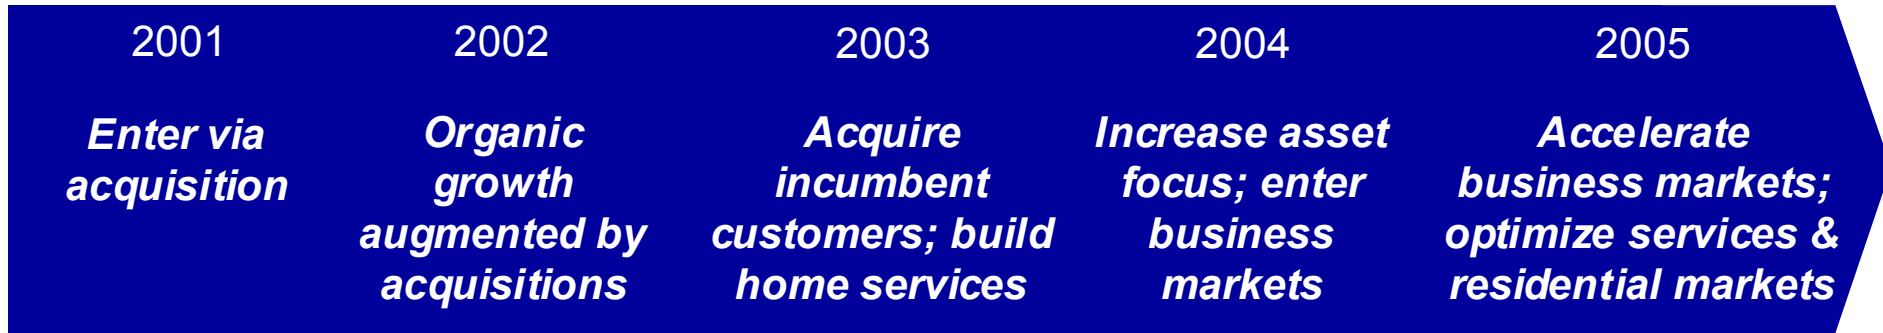 2001
Enter via
acquisition
2002
Organic
growth
augmented by
acquisitions
2003
Acquire
incumbent
customers; build
home services
2004
Increase asset
focus; enter
business
markets
2005
Accelerate
business markets;
optimize services &
residential markets